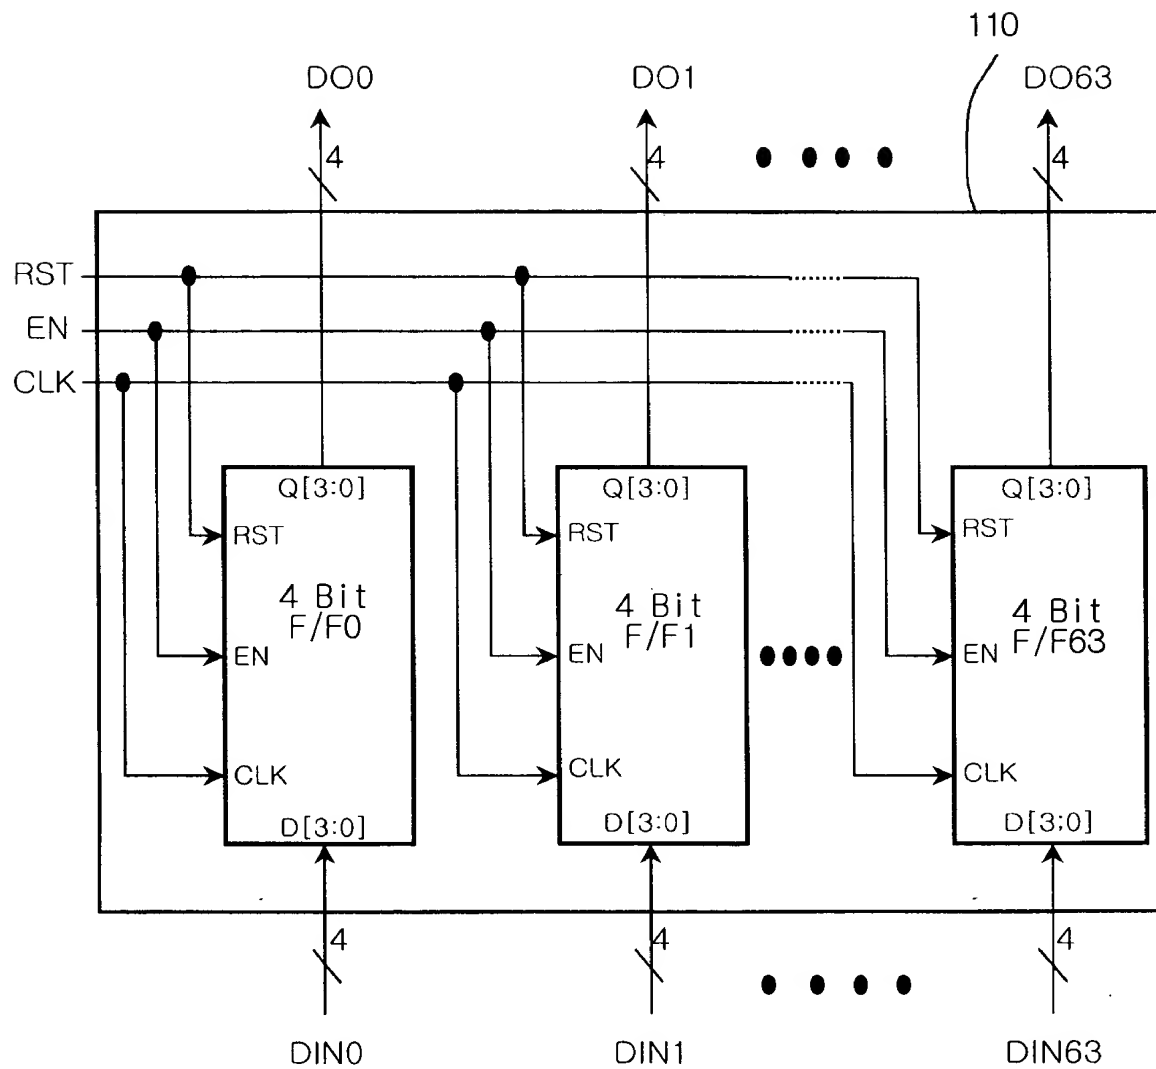 110
DO0 DO1 DO63
4 4 4
RST
EN
CLK
Q[3:0] Q[3:0] Q[3:0]
RST RST RST
4 Bit 4 Bit 4 Bit
F/F0 F/F1 F/F63
EN EN EN
CLK CLK CLK
D[3:0] D[3:0] D[3;0]
4 4 4
DIN0 DIN1 DIN63